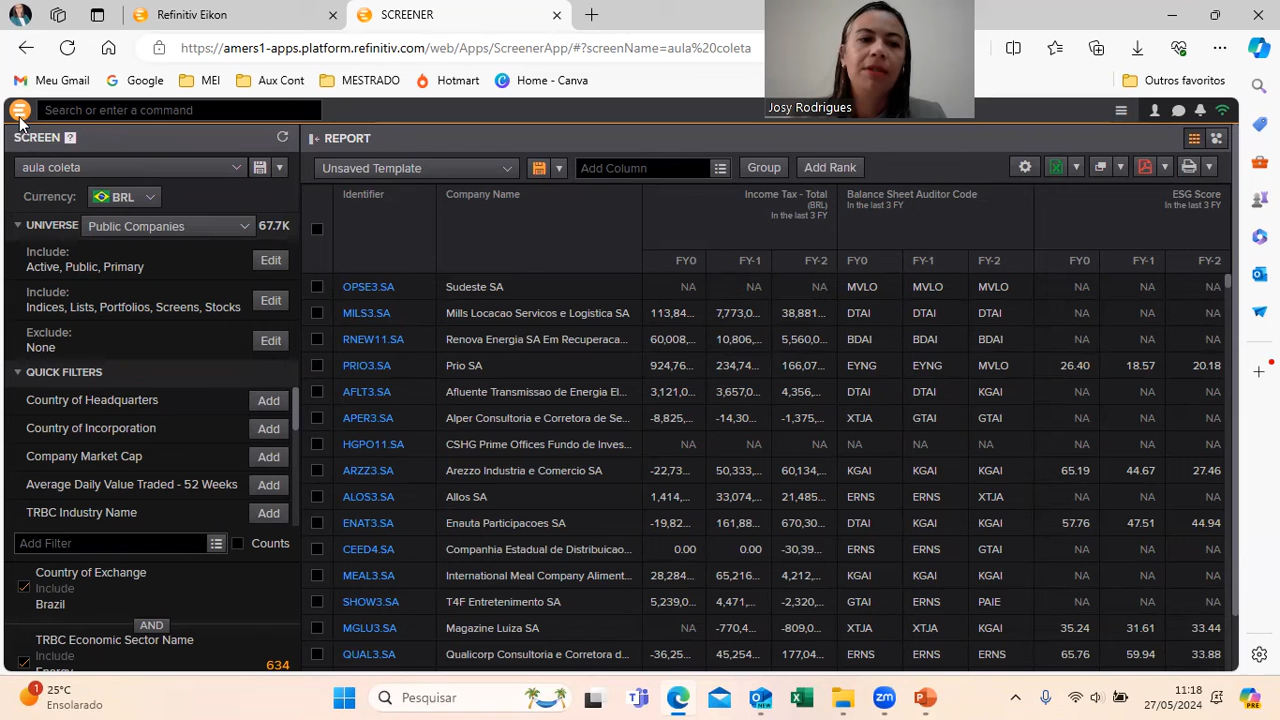 Refinitiv Eikon
SCREENER
https://amers1-apps.platform.refinitiv.com/web/Apps/ScreenerApp/#?screenName=aula%20coleta
Meu Gmail Google MEI Aux Cont MESTRADO Hotmart Home - Canva Outros favoritos
Search or enter a command
Josy Rodrigues
SCREEN ?
REPORT
aula coleta
Unsaved Template
Add Column
Group
Add Rank
Currency: BRL
UNIVERSE Public Companies 67.7K
Include:
Active, Public, Primary
Edit
Include:
Indices, Lists, Portfolios, Screens, Stocks
Edit
Exclude:
None
Edit
QUICK FILTERS
Country of Headquarters Add
Country of Incorporation Add
Company Market Cap Add
Average Daily Value Traded - 52 Weeks Add
TRBC Industry Name Add
Add Filter Counts
Country of Exchange
Include
Brazil
AND
TRBC Economic Sector Name
Include
Energy
634
Identifier Company Name Income Tax - Total Balance Sheet Auditor Code ESG Score
(BRL) In the last 3 FY In the last 3 FY
In the last 3 FY
FY0 FY-1 FY-2 FY0 FY-1 FY-2 FY0 FY-1 FY-2
OPSE3.SA Sudeste SA NA NA NA MVLO MVLO MVLO NA NA NA
MILS3.SA Mills Locacao Servicos e Logistica SA 113,84... 7,773,0... 38,881... DTAI DTAI DTAI NA NA NA
RNEW11.SA Renova Energia SA Em Recuperaca... 60,008,... 10,806,... 5,560,0... BDAI BDAI BDAI NA NA NA
PRIO3.SA Prio SA 924,76... 234,74... 166,07... EYNG EYNG MVLO 26.40 18.57 20.18
AFLT3.SA Afluente Transmissao de Energia El... 3,121,0... 3,657,0... 4,356,... DTAI DTAI KGAI NA NA NA
APER3.SA Alper Consultoria e Corretora de Se... -8,825,... -14,30... -1,375,... XTJA GTAI GTAI NA NA NA
HGPO11.SA CSHG Prime Offices Fundo de Inves... NA NA NA NA NA NA NA NA NA
ARZZ3.SA Arezzo Industria e Comercio SA -22,73... 50,333,... 60,134,... KGAI KGAI KGAI 65.19 44.67 27.46
ALOS3.SA Allos SA 1,414,... 33,074,... 21,485... ERNS ERNS XTJA NA NA NA
ENAT3.SA Enauta Participacoes SA -19,82... 161,88... 670,30... DTAI KGAI KGAI 57.76 47.51 44.94
CEED4.SA Companhia Estadual de Distribuicao... 0.00 0.00 -30,39... ERNS ERNS GTAI NA NA NA
MEAL3.SA International Meal Company Aliment... 28,284... 65,216... 4,212,... KGAI KGAI KGAI NA NA NA
SHOW3.SA T4F Entretenimento SA 5,239,0... 4,471,... -2,320,... GTAI ERNS PAIE NA NA NA
MGLU3.SA Magazine Luiza SA NA -770,4... -809,0... XTJA XTJA KGAI 35.24 31.61 33.44
QUAL3.SA Qualicorp Consultoria e Corretora d... -36,25... 45,257... 177,04... ERNS ERNS ERNS 65.76 59.94 33.88
1
25°C
Ensolarado
Pesquisar
NEW
11:18
27/05/2024
PRE